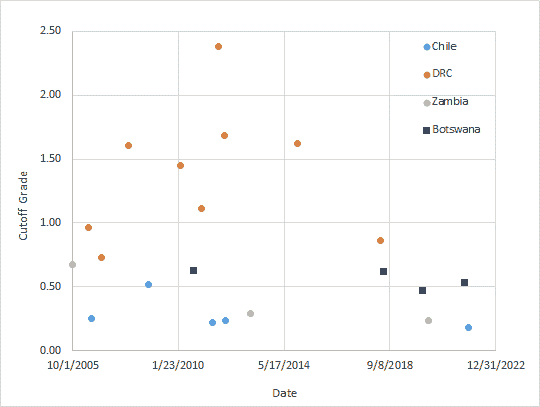 2.50
2.00
1.50
1.00
0.50
0.00
Cutoff Grade
Chile
DRC
Zambia
Botswana
10/1/2005 1/23/2010 5/17/2014 9/8/2018 12/31/2022
Date